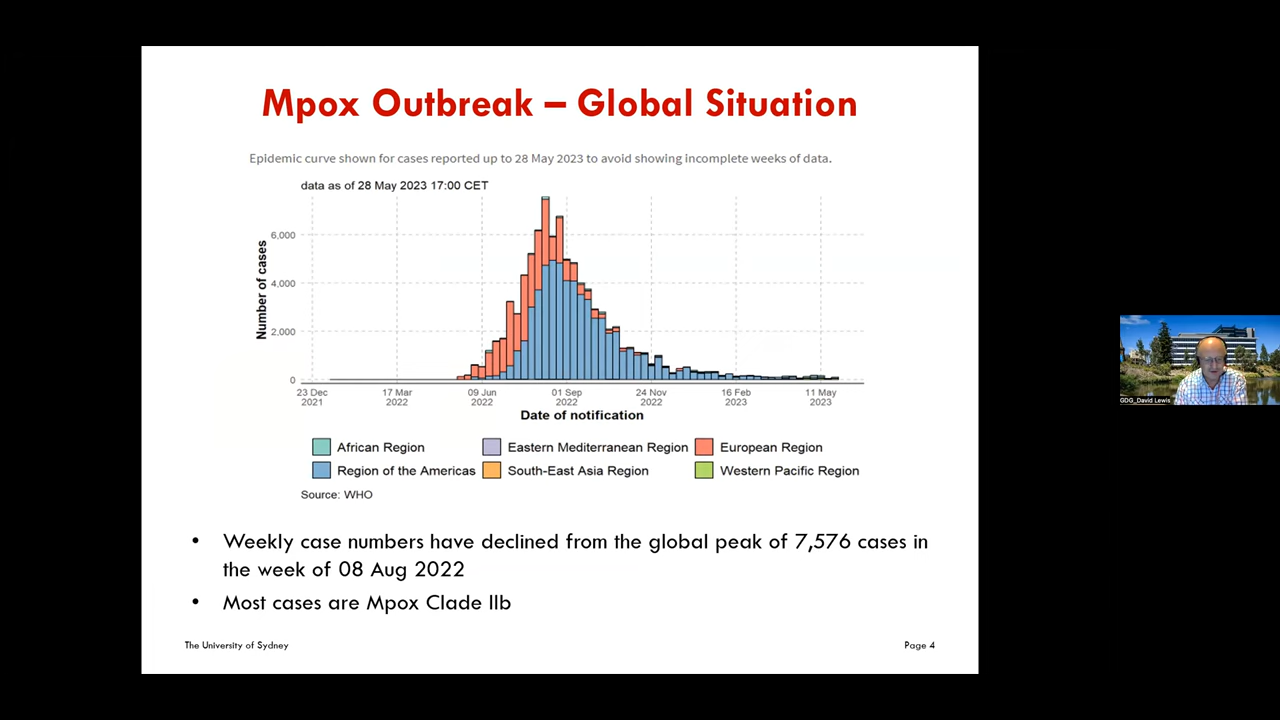 Mpox Outbreak – Global Situation
Epidemic curve shown for cases reported up to 28 May 2023 to avoid showing incomplete weeks of data.
data as of 28 May 2023 17:00 CET
Number of cases
6,000
4,000
2,000
0
23 Dec 2021
17 Mar 2022
09 Jun 2022
01 Sep 2022
24 Nov 2022
16 Feb 2023
11 May 2023
Date of notification
African Region
Eastern Mediterranean Region
European Region
Region of the Americas
South-East Asia Region
Western Pacific Region
Source: WHO
• Weekly case numbers have declined from the global peak of 7,576 cases in
the week of 08 Aug 2022
• Most cases are Mpox Clade IIb
The University of Sydney
Page 4
GDG_David Lewis